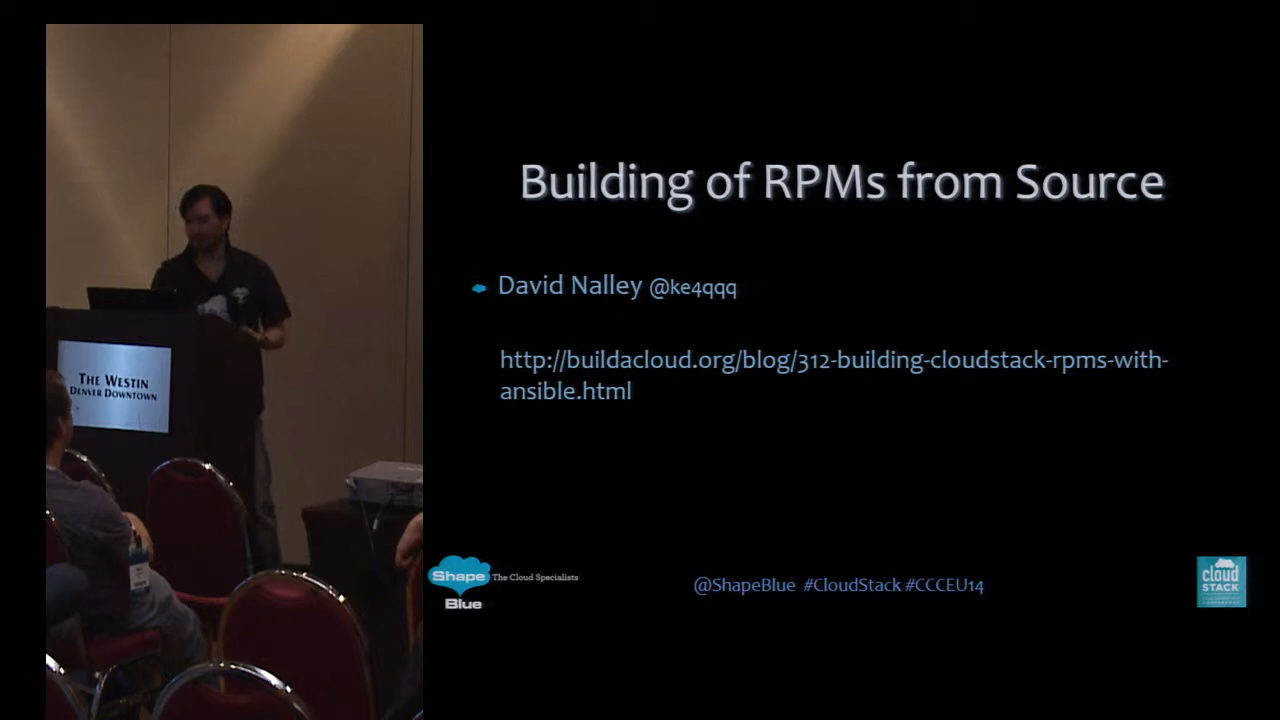 Building of RPMs from Source
David Nalley @ke4qqq
http://buildacloud.org/blog/312-building-cloudstack-rpms-with-
ansible.html
THE WESTIN
DENVER DOWNTOWN
Shape
Blue
The Cloud Specialists
@ShapeBlue #CloudStack #CCCEU14
cloud
STACK